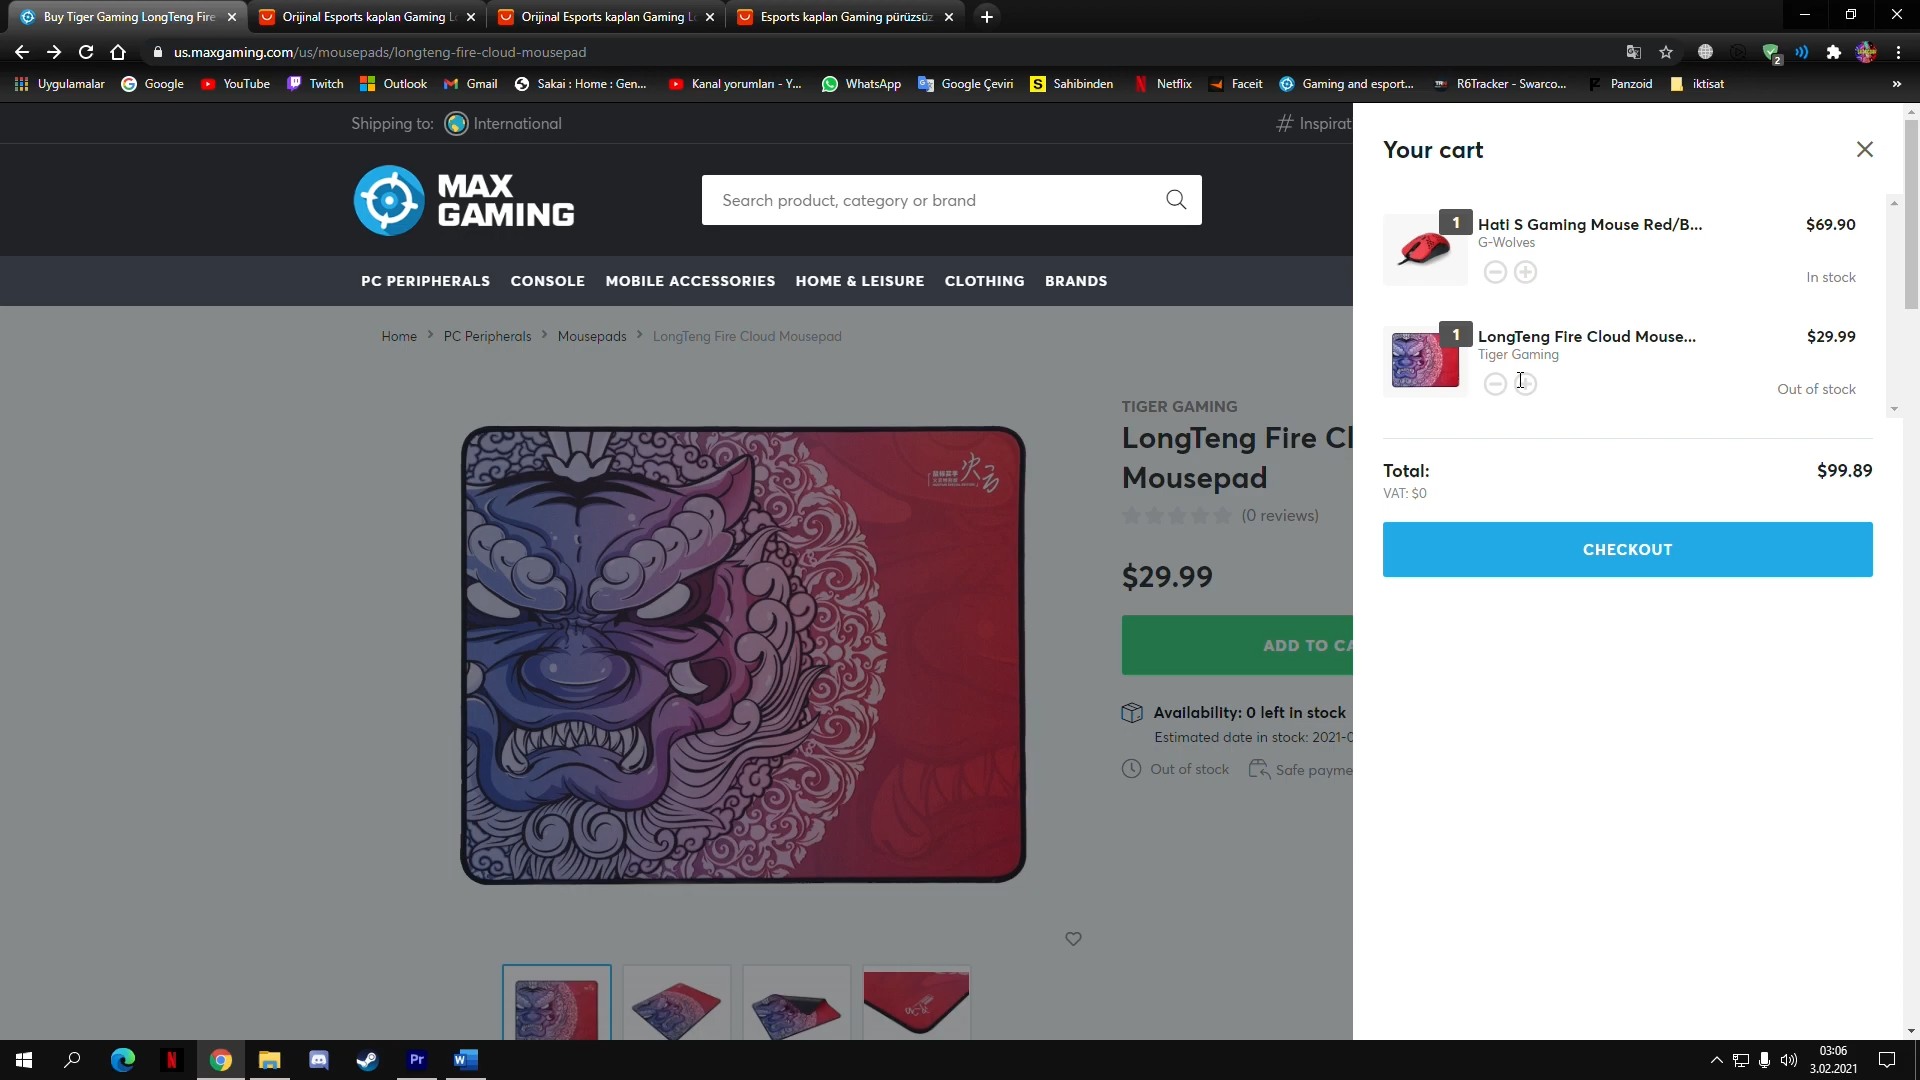 Buy Tiger Gaming LongTeng Fire
Orijinal Esports kaplan Gaming L
Orijinal Esports kaplan Gaming L
Esports kaplan Gaming pürüzsüz
us.maxgaming.com/us/mousepads/longteng-fire-cloud-mousepad
2
Uygulamalar
Google
YouTube
Twitch
Outlook
Gmail
Sakai : Home : Gen...
Kanal yorumları - Y...
WhatsApp
Google Çeviri
Sahibinden
Netflix
Faceit
Gaming and esport...
R6Tracker - Swarco...
Panzoid
iktisat
»
Shipping to: International
# Inspirat
MAX
GAMING
Search product, category or brand
PC PERIPHERALS CONSOLE MOBILE ACCESSORIES HOME & LEISURE CLOTHING BRANDS
Home > PC Peripherals > Mousepads > LongTeng Fire Cloud Mousepad
TIGER GAMING
LongTeng Fire Cl
Mousepad
(0 reviews)
$29.99
ADD TO CA
Availability: 0 left in stock
Estimated date in stock: 2021-0
Out of stock
Safe payme
火云
Your cart
1
Hati S Gaming Mouse Red/B...
$69.90
G-Wolves
In stock
1
LongTeng Fire Cloud Mouse...
$29.99
Tiger Gaming
Out of stock
Total:
$99.89
VAT: $0
CHECKOUT
Pr
W
03:06
3.02.2021